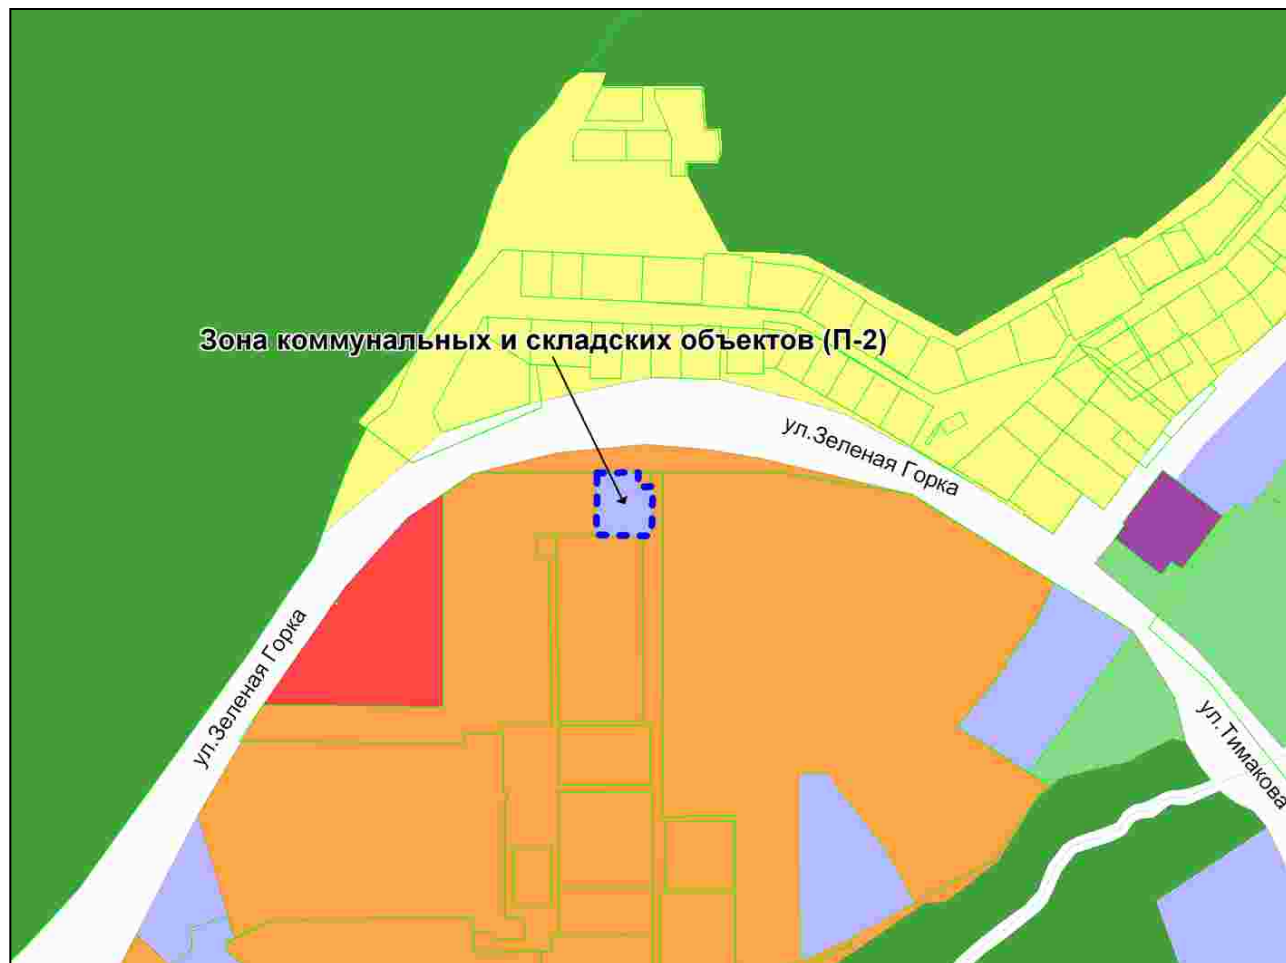 Зона коммунальных и складских объектов (П-2)
ул.Зеленая Горка
ул.Зеленая Горка
ул.Тимакова